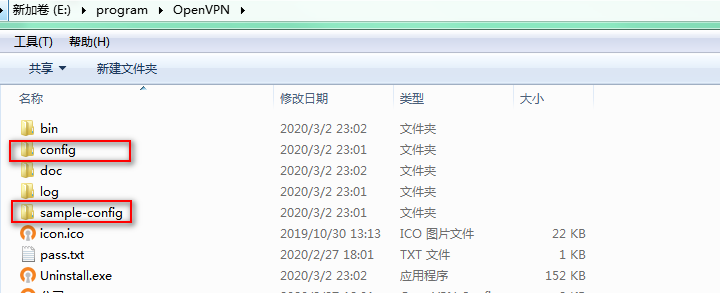 新加卷 (E:) ▸ program ▸ OpenVPN ▸
工具(T) 帮助(H)
共享 新建文件夹
名称 修改日期 类型 大小
bin 2020/3/2 23:02 文件夹
config 2020/3/2 23:01 文件夹
doc 2020/3/2 23:02 文件夹
log 2020/3/2 23:01 文件夹
sample-config 2020/3/2 23:01 文件夹
icon.ico 2019/10/30 13:13 ICO 图片文件 22 KB
pass.txt 2020/2/27 18:01 TXT 文件 1 KB
Uninstall.exe 2020/3/2 23:02 应用程序 152 KB